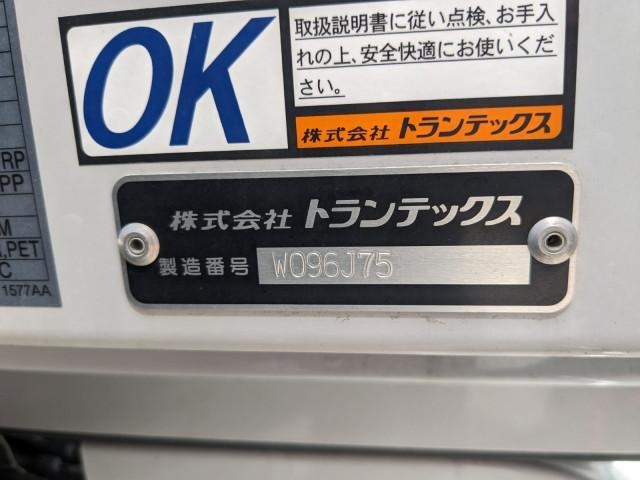 OK
取扱説明書に従い点検、お手入
れの上、安全快適にお使いくだ
さい。
株式会社 トランテックス
RP
PP
M
,PET
C
1577AA
株式会社 トランテックス
製造番号 W096J75